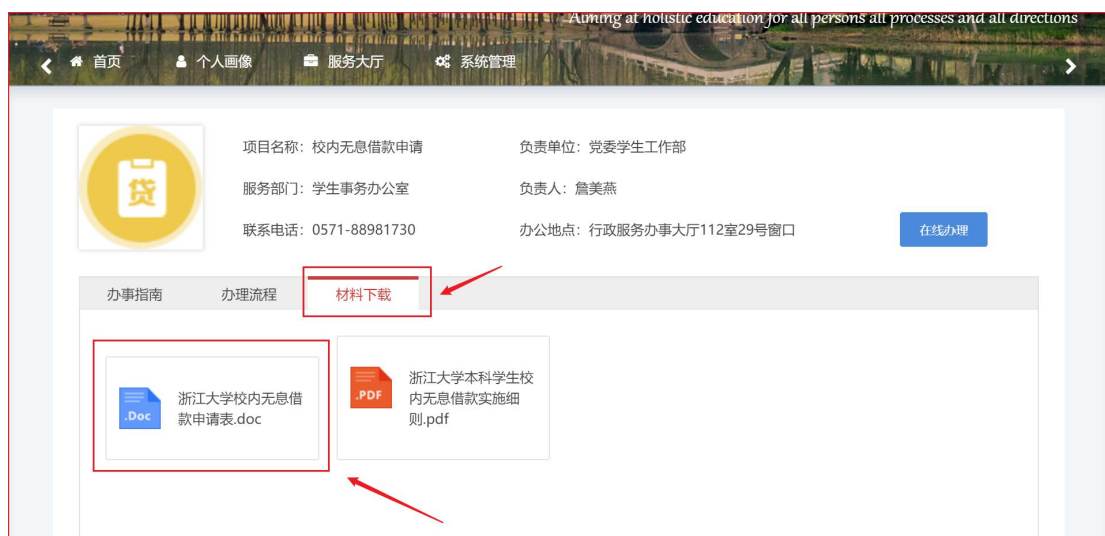 Aiming at holistic education for all persons all processes and all directions
首页 个人画像 服务大厅 系统管理
贷
项目名称：校内无息借款申请 负责单位：党委学生工作部
服务部门：学生事务办公室 负责人：詹美燕
联系电话：0571-88981730 办公地点：行政服务办事大厅112室29号窗口 在线办理
办事指南 办理流程 材料下载
.Doc
浙江大学校内无息借
款申请表.doc
.PDF
浙江大学本科学生校
内无息借款实施细
则.pdf